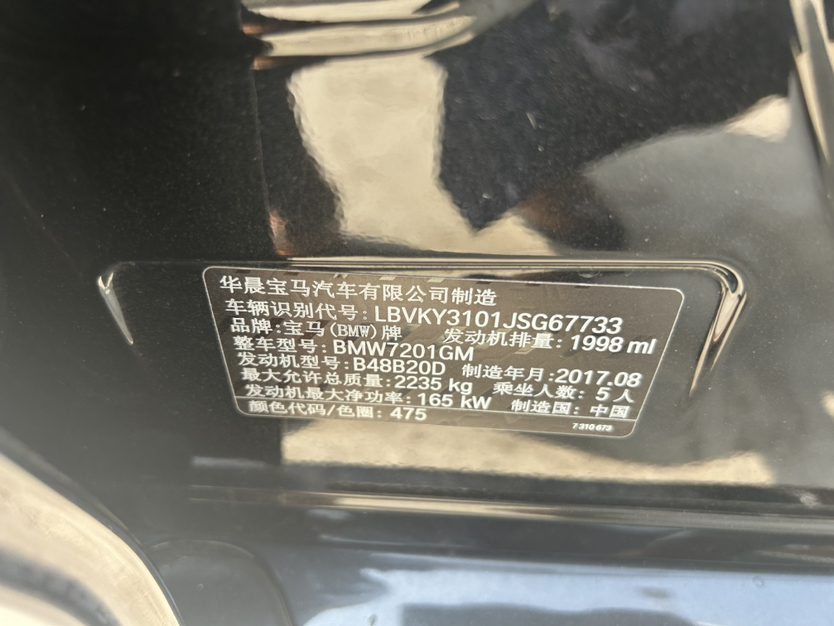 华晨宝马汽车有限公司制造
车辆识别代号: LBVKY3101JSG67733
品牌: 宝马(BMW)牌 发动机排量: 1998 ml
整车型号: BMW7201GM
发动机型号: B48B20D 制造年月: 2017.08
最大允许总质量: 2235 kg 乘坐人数: 5 人
发动机最大净功率: 165 kW 制造国: 中国
颜色代码/色圈: 475
7 310 673